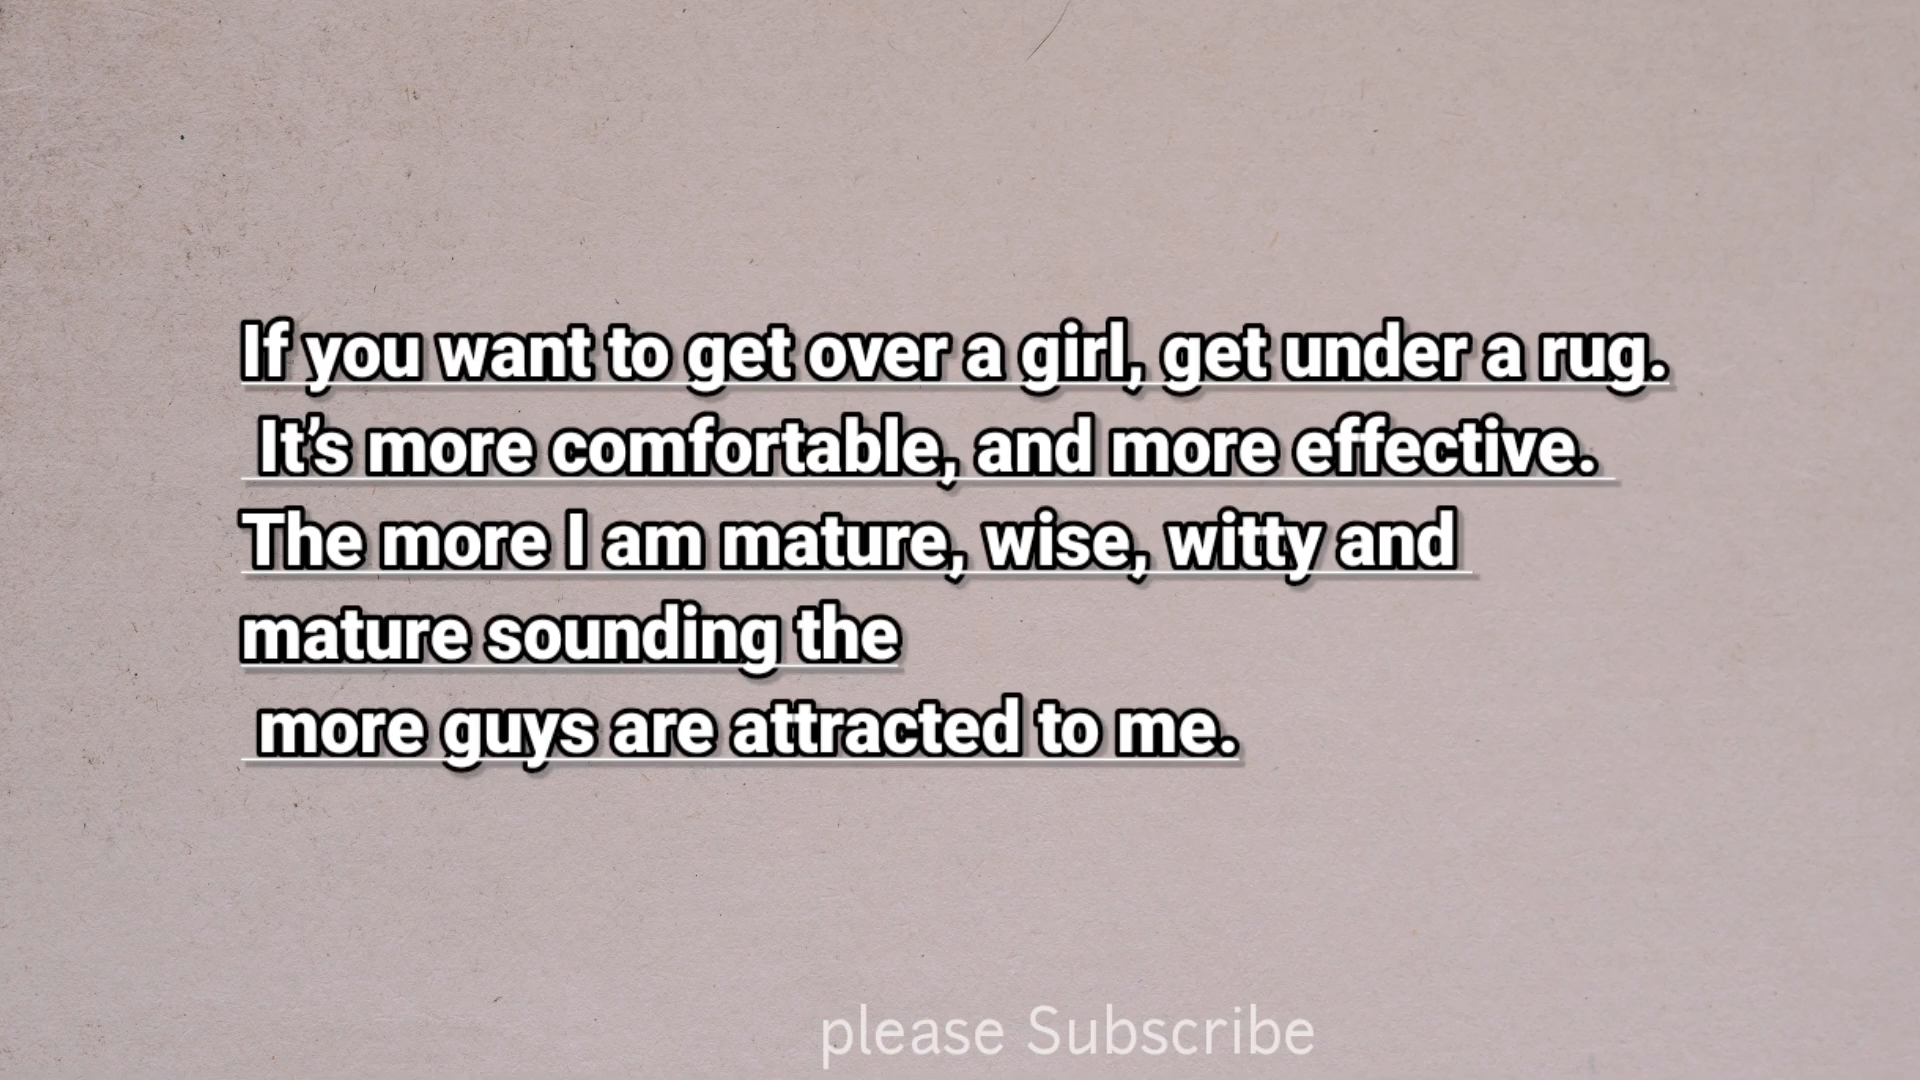 If you want to get over a girl, get under a rug.
It’s more comfortable, and more effective.
The more I am mature, wise, witty and
mature sounding the
more guys are attracted to me.
please Subscribe